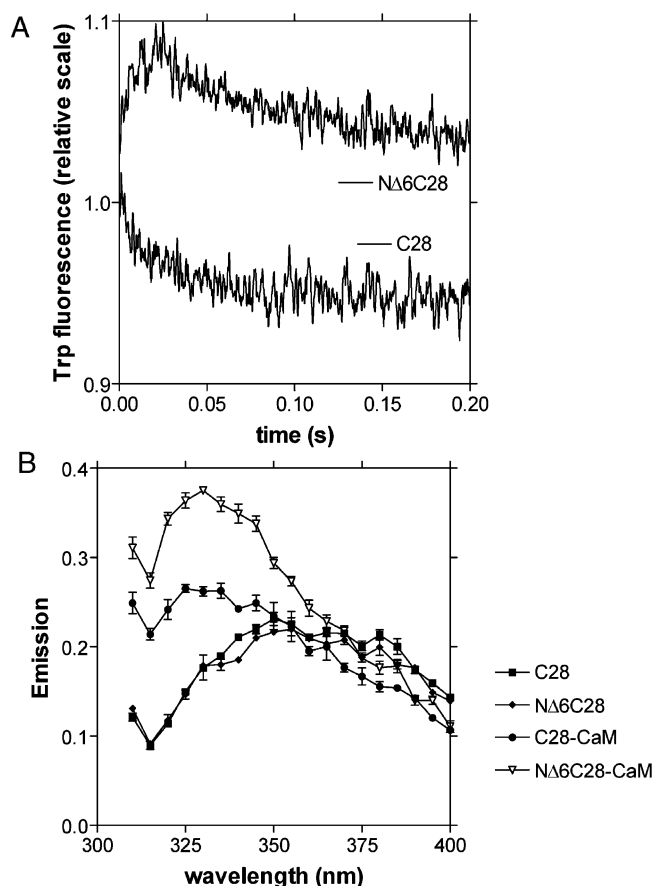 A
Trp fluorescence (relative scale)
1.1
1.0
0.9
NΔ6C28
C28
0.00 0.05 0.10 0.15 0.20
time (s)
B
Emission
0.4
0.3
0.2
0.1
0.0
300 325 350 375 400
wavelength (nm)
C28
NΔ6C28
C28-CaM
NΔ6C28-CaM